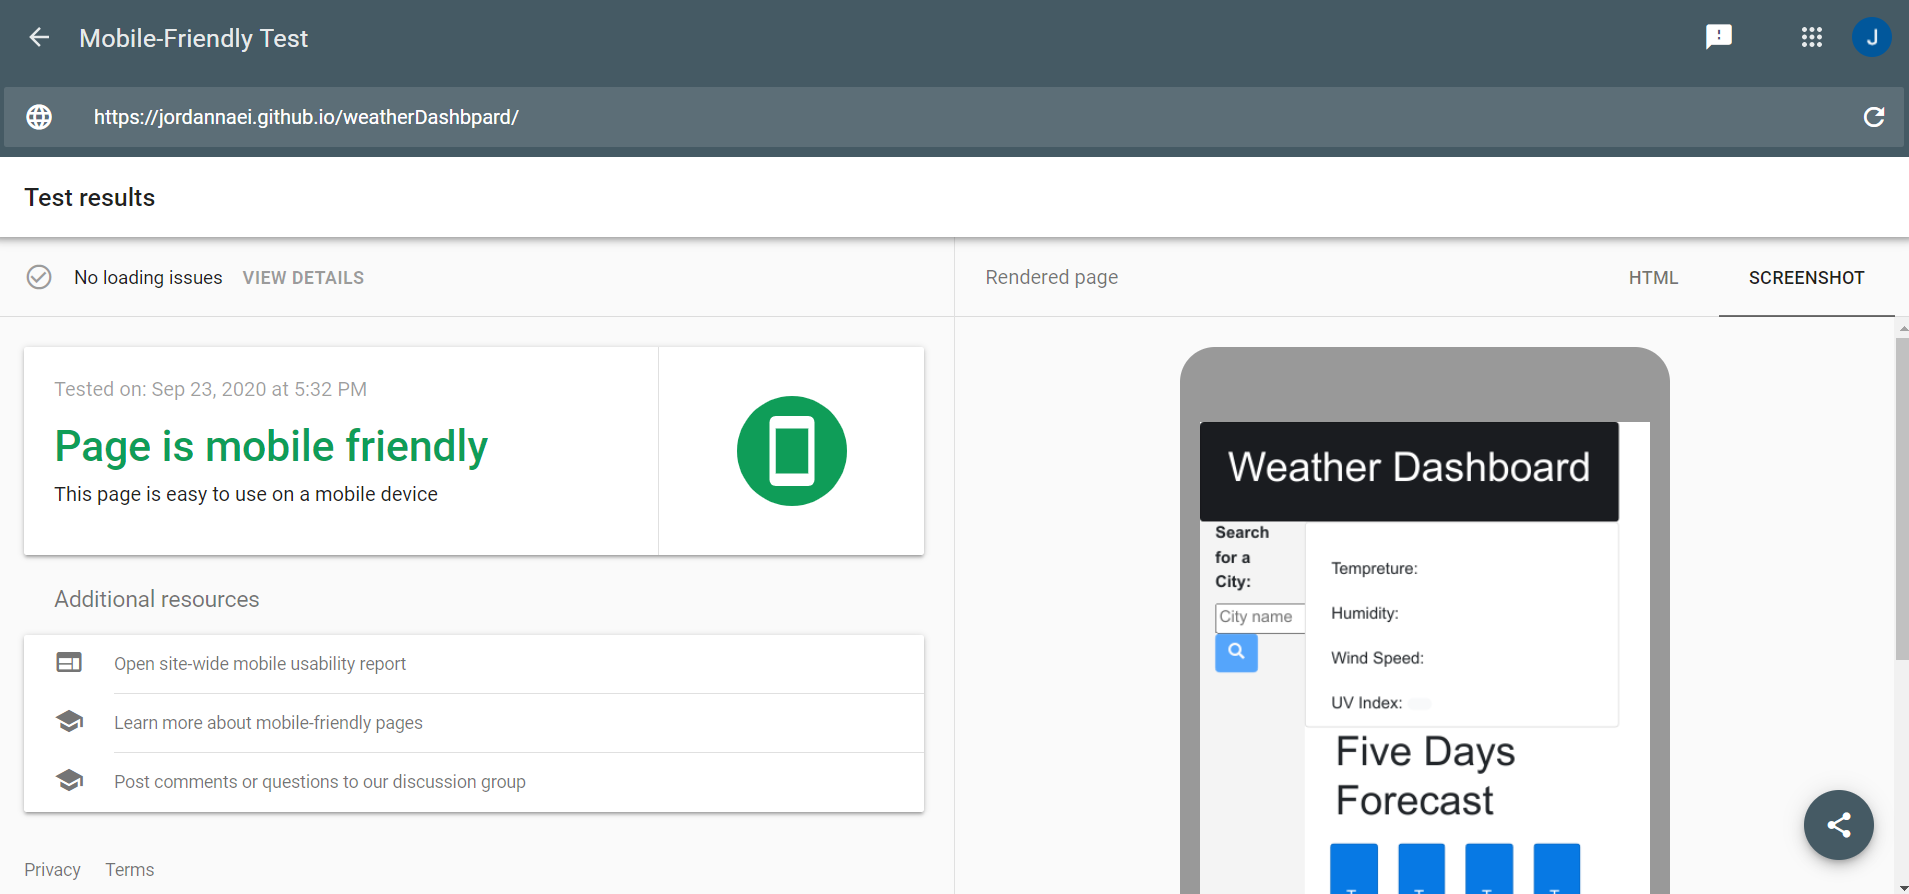 Mobile-Friendly Test
J
https://jordannaei.github.io/weatherDashbpard/
Test results
No loading issues VIEW DETAILS
Rendered page HTML SCREENSHOT
Tested on: Sep 23, 2020 at 5:32 PM
Page is mobile friendly
This page is easy to use on a mobile device
Additional resources
Open site-wide mobile usability report
Learn more about mobile-friendly pages
Post comments or questions to our discussion group
Privacy Terms
Weather Dashboard
Search
for a
City:
City name
Tempreture:
Humidity:
Wind Speed:
UV Index:
Five Days
Forecast